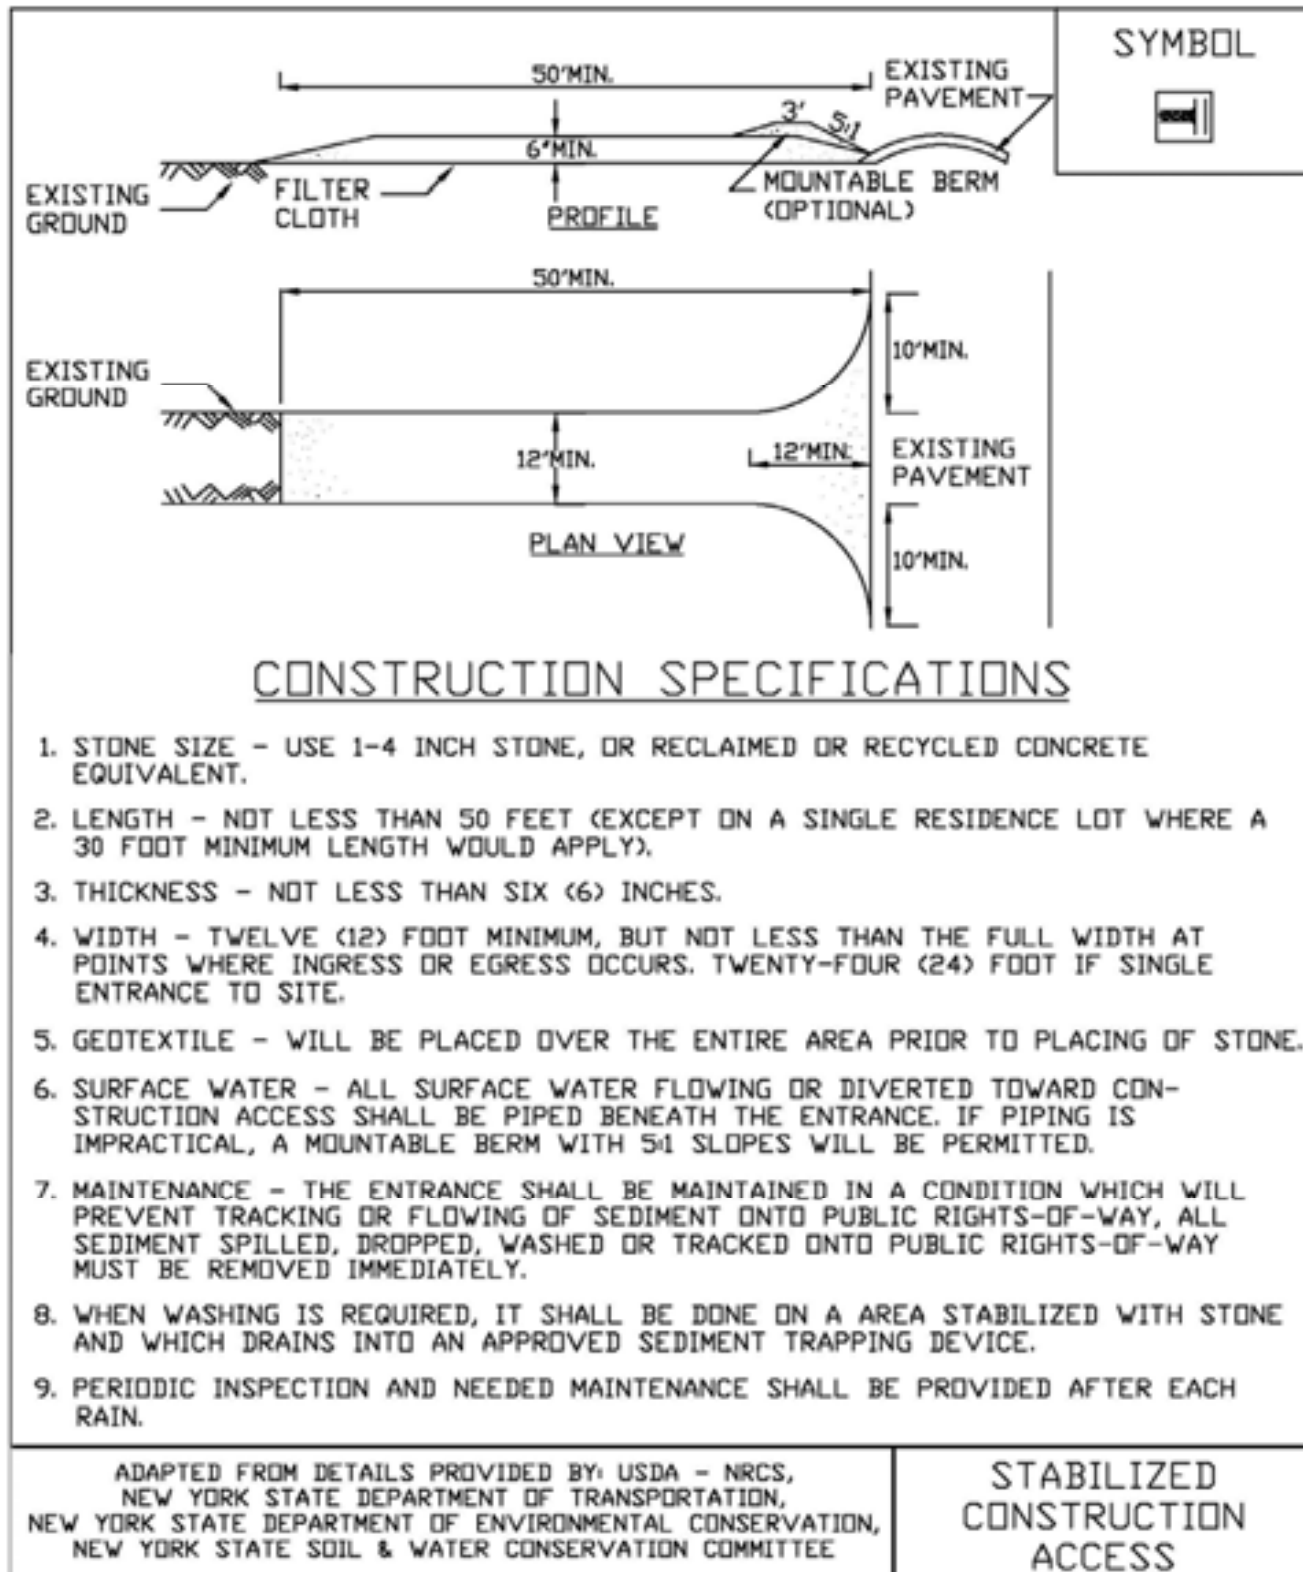 SYMBOL
50'MIN.
EXISTING
PAVEMENT
3'
5:1
6"MIN.
EXISTING
GROUND
FILTER
CLOTH
PROFILE
MOUNTABLE BERM
(OPTIONAL)
50'MIN.
10'MIN.
EXISTING
GROUND
12'MIN.
12'MIN.
EXISTING
PAVEMENT
PLAN VIEW
10'MIN.
CONSTRUCTION SPECIFICATIONS
1. STONE SIZE - USE 1-4 INCH STONE, OR RECLAIMED OR RECYCLED CONCRETE
EQUIVALENT.
2. LENGTH - NOT LESS THAN 50 FEET (EXCEPT ON A SINGLE RESIDENCE LOT WHERE A
30 FOOT MINIMUM LENGTH WOULD APPLY).
3. THICKNESS - NOT LESS THAN SIX (6) INCHES.
4. WIDTH - TWELVE (12) FOOT MINIMUM, BUT NOT LESS THAN THE FULL WIDTH AT
POINTS WHERE INGRESS OR EGRESS OCCURS. TWENTY-FOUR (24) FOOT IF SINGLE
ENTRANCE TO SITE.
5. GEOTEXTILE - WILL BE PLACED OVER THE ENTIRE AREA PRIOR TO PLACING OF STONE.
6. SURFACE WATER - ALL SURFACE WATER FLOWING OR DIVERTED TOWARD CON-
STRUCTION ACCESS SHALL BE PIPED BENEATH THE ENTRANCE. IF PIPING IS
IMPRACTICAL, A MOUNTABLE BERM WITH 5:1 SLOPES WILL BE PERMITTED.
7. MAINTENANCE - THE ENTRANCE SHALL BE MAINTAINED IN A CONDITION WHICH WILL
PREVENT TRACKING OR FLOWING OF SEDIMENT ONTO PUBLIC RIGHTS-OF-WAY, ALL
SEDIMENT SPILLED, DROPPED, WASHED OR TRACKED ONTO PUBLIC RIGHTS-OF-WAY
MUST BE REMOVED IMMEDIATELY.
8. WHEN WASHING IS REQUIRED, IT SHALL BE DONE ON A AREA STABILIZED WITH STONE
AND WHICH DRAINS INTO AN APPROVED SEDIMENT TRAPPING DEVICE.
9. PERIODIC INSPECTION AND NEEDED MAINTENANCE SHALL BE PROVIDED AFTER EACH
RAIN.
ADAPTED FROM DETAILS PROVIDED BY: USDA - NRCS,
NEW YORK STATE DEPARTMENT OF TRANSPORTATION,
NEW YORK STATE DEPARTMENT OF ENVIRONMENTAL CONSERVATION,
NEW YORK STATE SOIL & WATER CONSERVATION COMMITTEE
STABILIZED
CONSTRUCTION
ACCESS